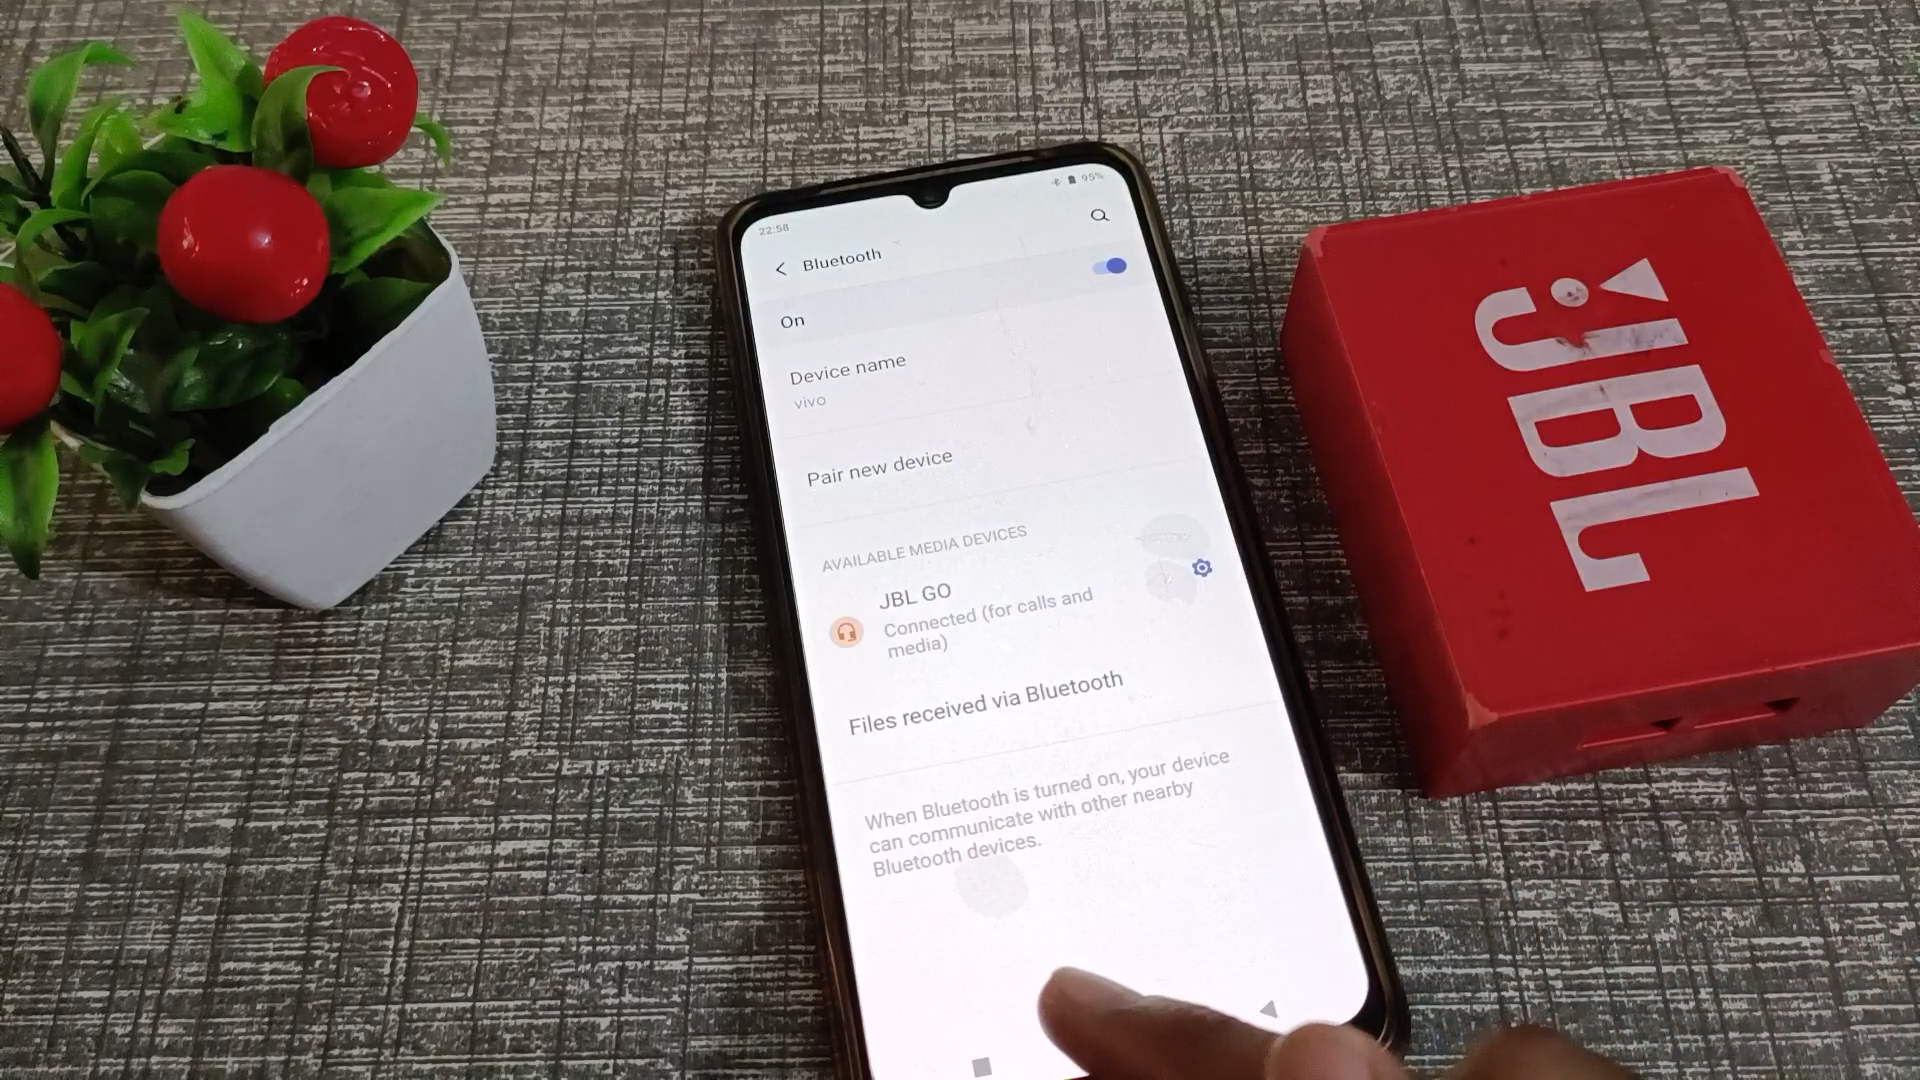 22:58
95%
Bluetooth
On
Device name
vivo
Pair new device
AVAILABLE MEDIA DEVICES
JBL GO
Connected (for calls and
media)
Files received via Bluetooth
When Bluetooth is turned on, your device
can communicate with other nearby
Bluetooth devices.
JBL